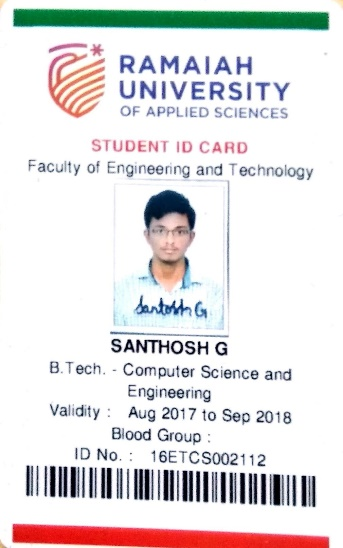 RAMAIAH
UNIVERSITY
OF APPLIED SCIENCES
STUDENT ID CARD
Faculty of Engineering and Technology
Santosh G
SANTHOSH G
B.Tech. - Computer Science and
Engineering
Validity : Aug 2017 to Sep 2018
Blood Group :
ID No. : 16ETCS002112